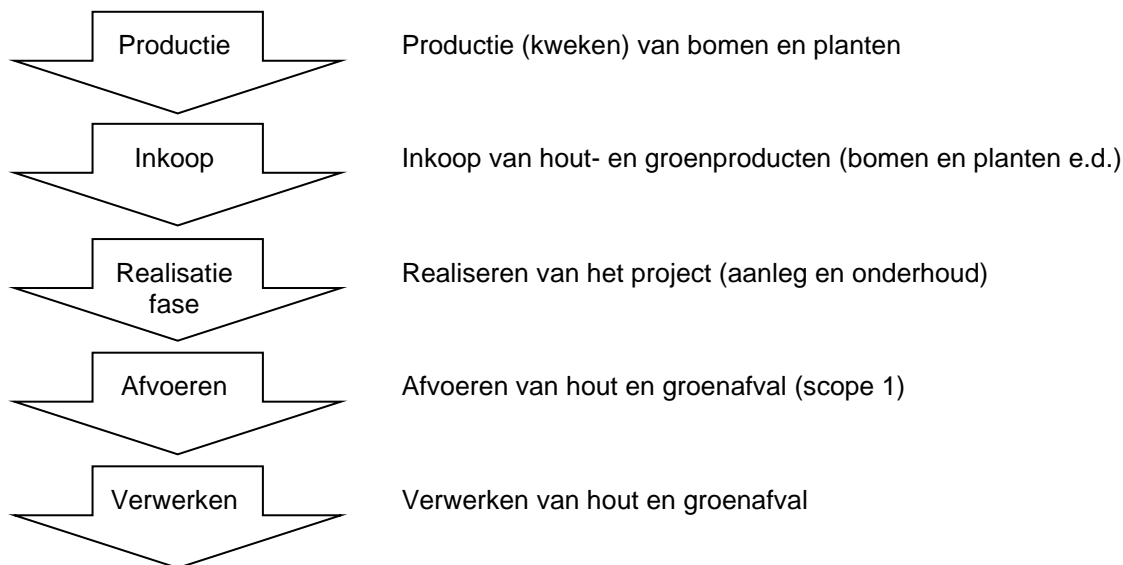 Productie
Productie (kweken) van bomen en planten
Inkoop
Inkoop van hout- en groenproducten (bomen en planten e.d.)
Realisatie
fase
Realiseren van het project (aanleg en onderhoud)
Afvoeren
Afvoeren van hout en groenafval (scope 1)
Verwerken
Verwerken van hout en groenafval